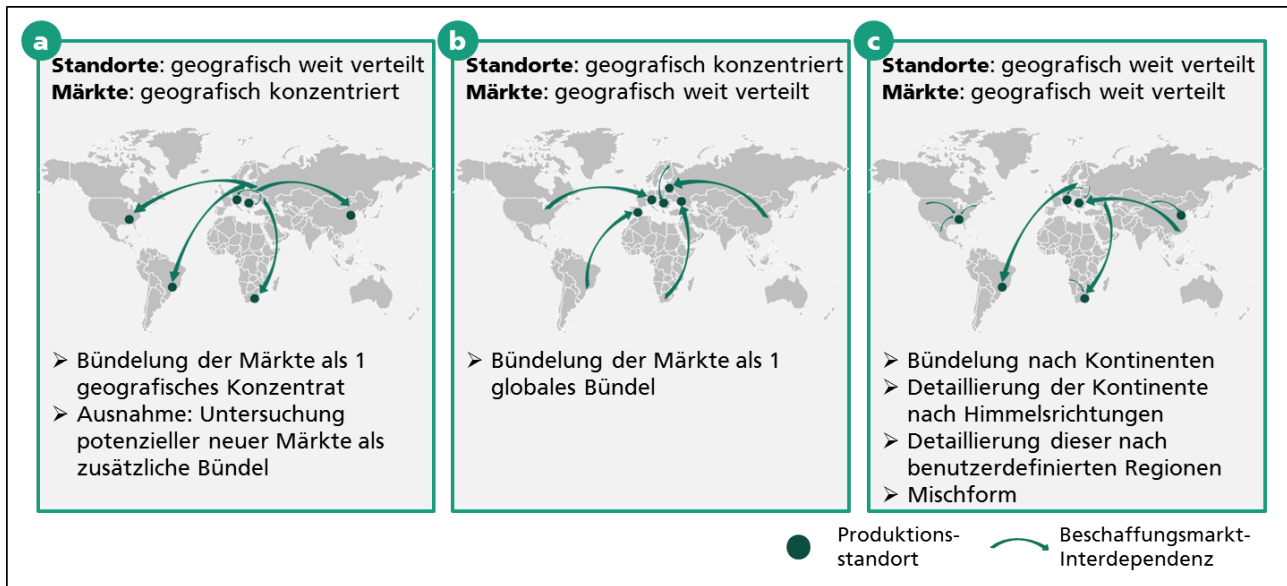 a
Standorte: geografisch weit verteilt
Märkte: geografisch konzentriert
➢ Bündelung der Märkte als 1
geografisches Konzentrat
➢ Ausnahme: Untersuchung
potenzieller neuer Märkte als
zusätzliche Bündel
b
Standorte: geografisch konzentriert
Märkte: geografisch weit verteilt
➢ Bündelung der Märkte als 1
globales Bündel
c
Standorte: geografisch weit verteilt
Märkte: geografisch weit verteilt
➢ Bündelung nach Kontinenten
➢ Detaillierung der Kontinente
nach Himmelsrichtungen
➢ Detaillierung dieser nach
benutzerdefinierten Regionen
➢ Mischform
Produktions-
standort
Beschaffungsmarkt-
Interdependenz